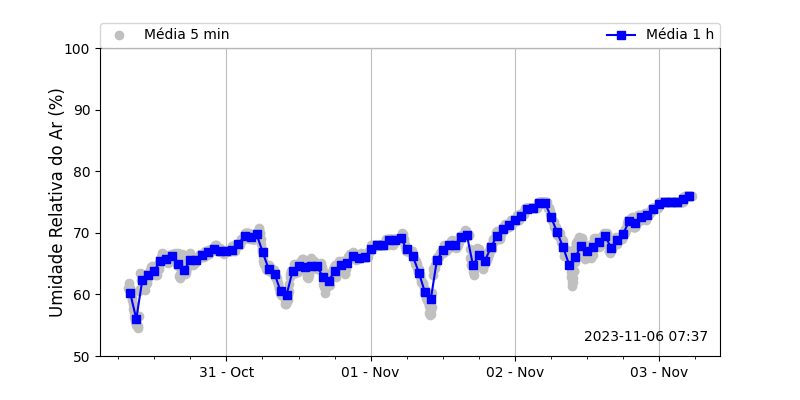 Média 5 min
Média 1 h
100
90
80
70
60
50
Umidade Relativa do Ar (%)
2023-11-06 07:37
31 - Oct
01 - Nov
02 - Nov
03 - Nov